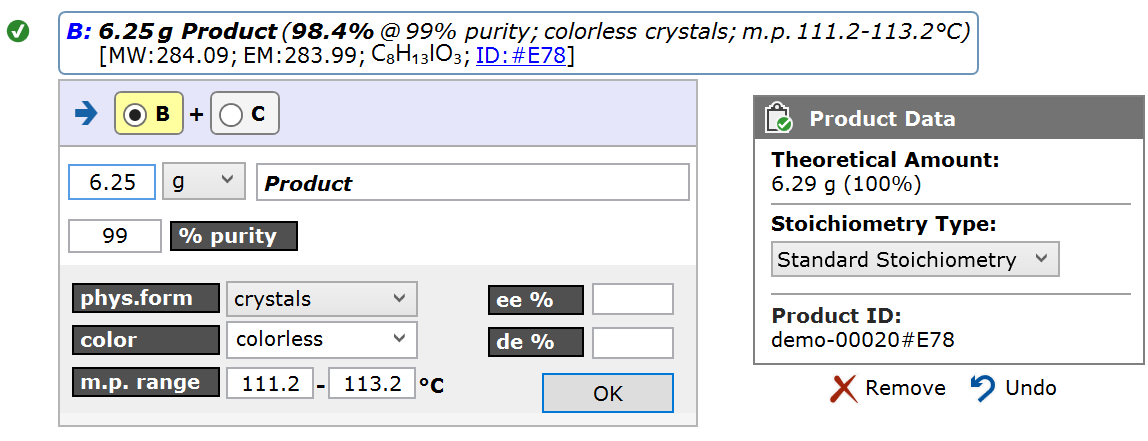 B: 6.25 g Product (98.4% @ 99% purity; colorless crystals; m.p. 111.2-113.2°C)
[MW:284.09; EM:283.99; C₈H₁₃IO₃; ID:#E78]
B + C
6.25 g Product
99 % purity
phys.form crystals ee %
color colorless de %
m.p. range 111.2 - 113.2 °C OK
Product Data
Theoretical Amount:
6.29 g (100%)
Stoichiometry Type:
Standard Stoichiometry
Product ID:
demo-00020#E78
Remove Undo